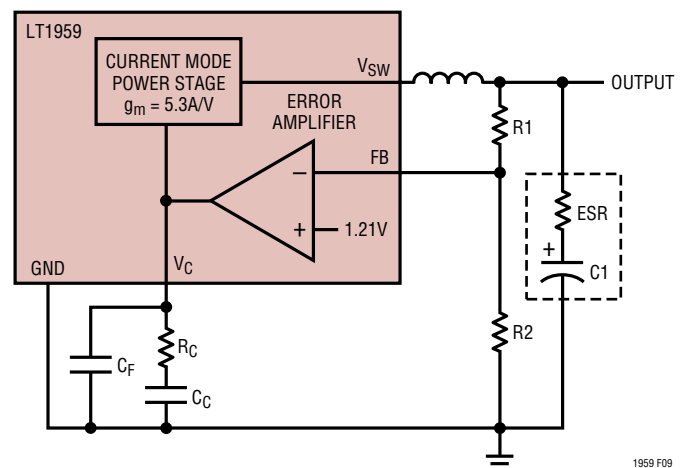 LT1959
CURRENT MODE
POWER STAGE
gm = 5.3A/V
VSW
OUTPUT
ERROR
AMPLIFIER
R1
FB
–
+
1.21V
ESR
+
C1
GND
VC
R2
RC
CF
CC
1959 F09